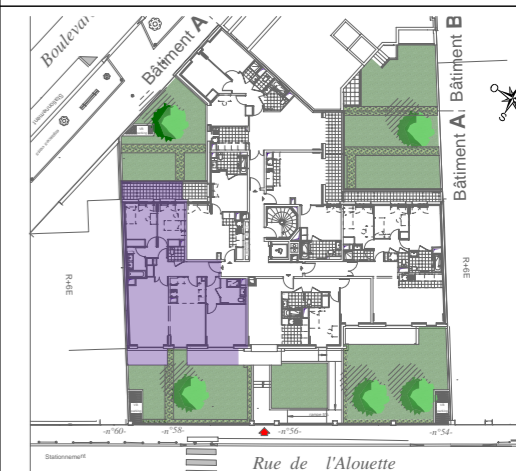 Boulevard
Bâtiment A
Bâtiment A
Bâtiment B
S
R+6E
R+6E
-n°60-
-n°58-
-n°56-
-n°54-
Stationnement
Rue de l'Alouette